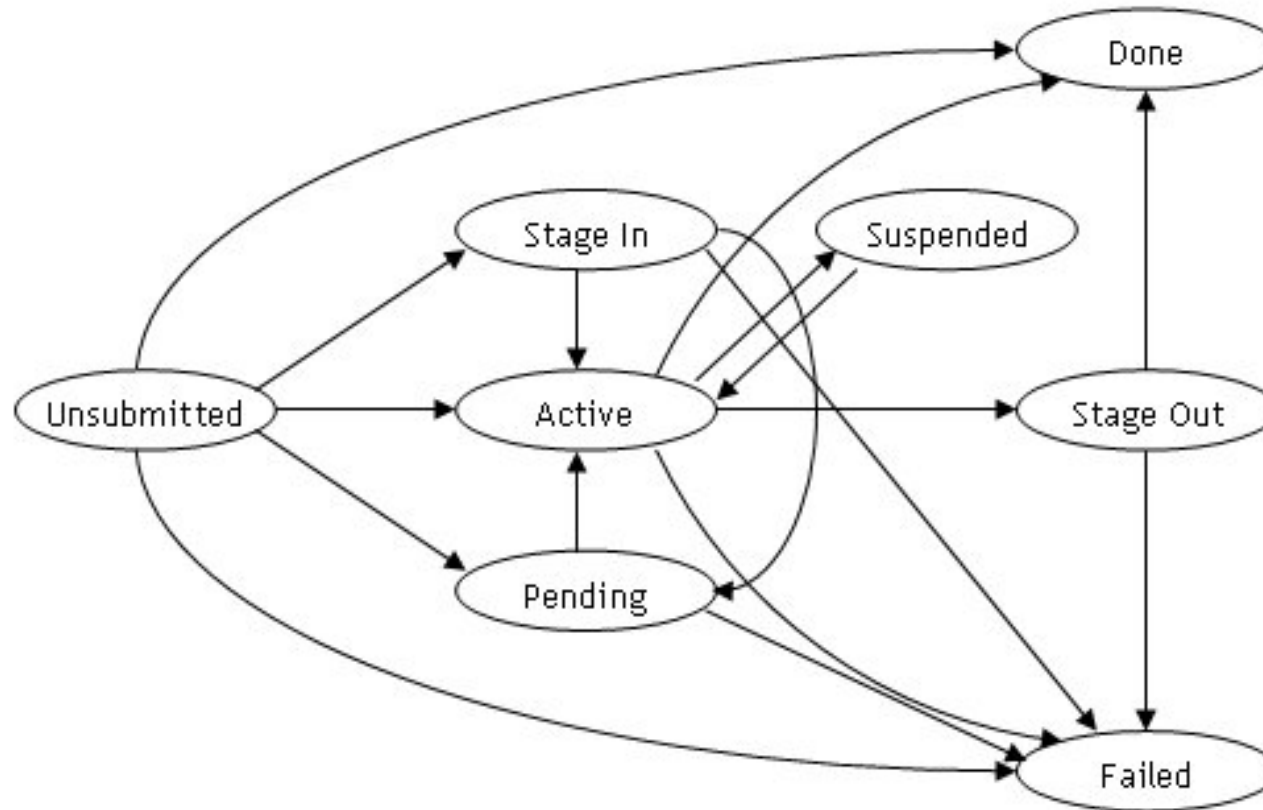 Done
Stage In
Suspended
Unsubmitted
Active
Stage Out
Pending
Failed